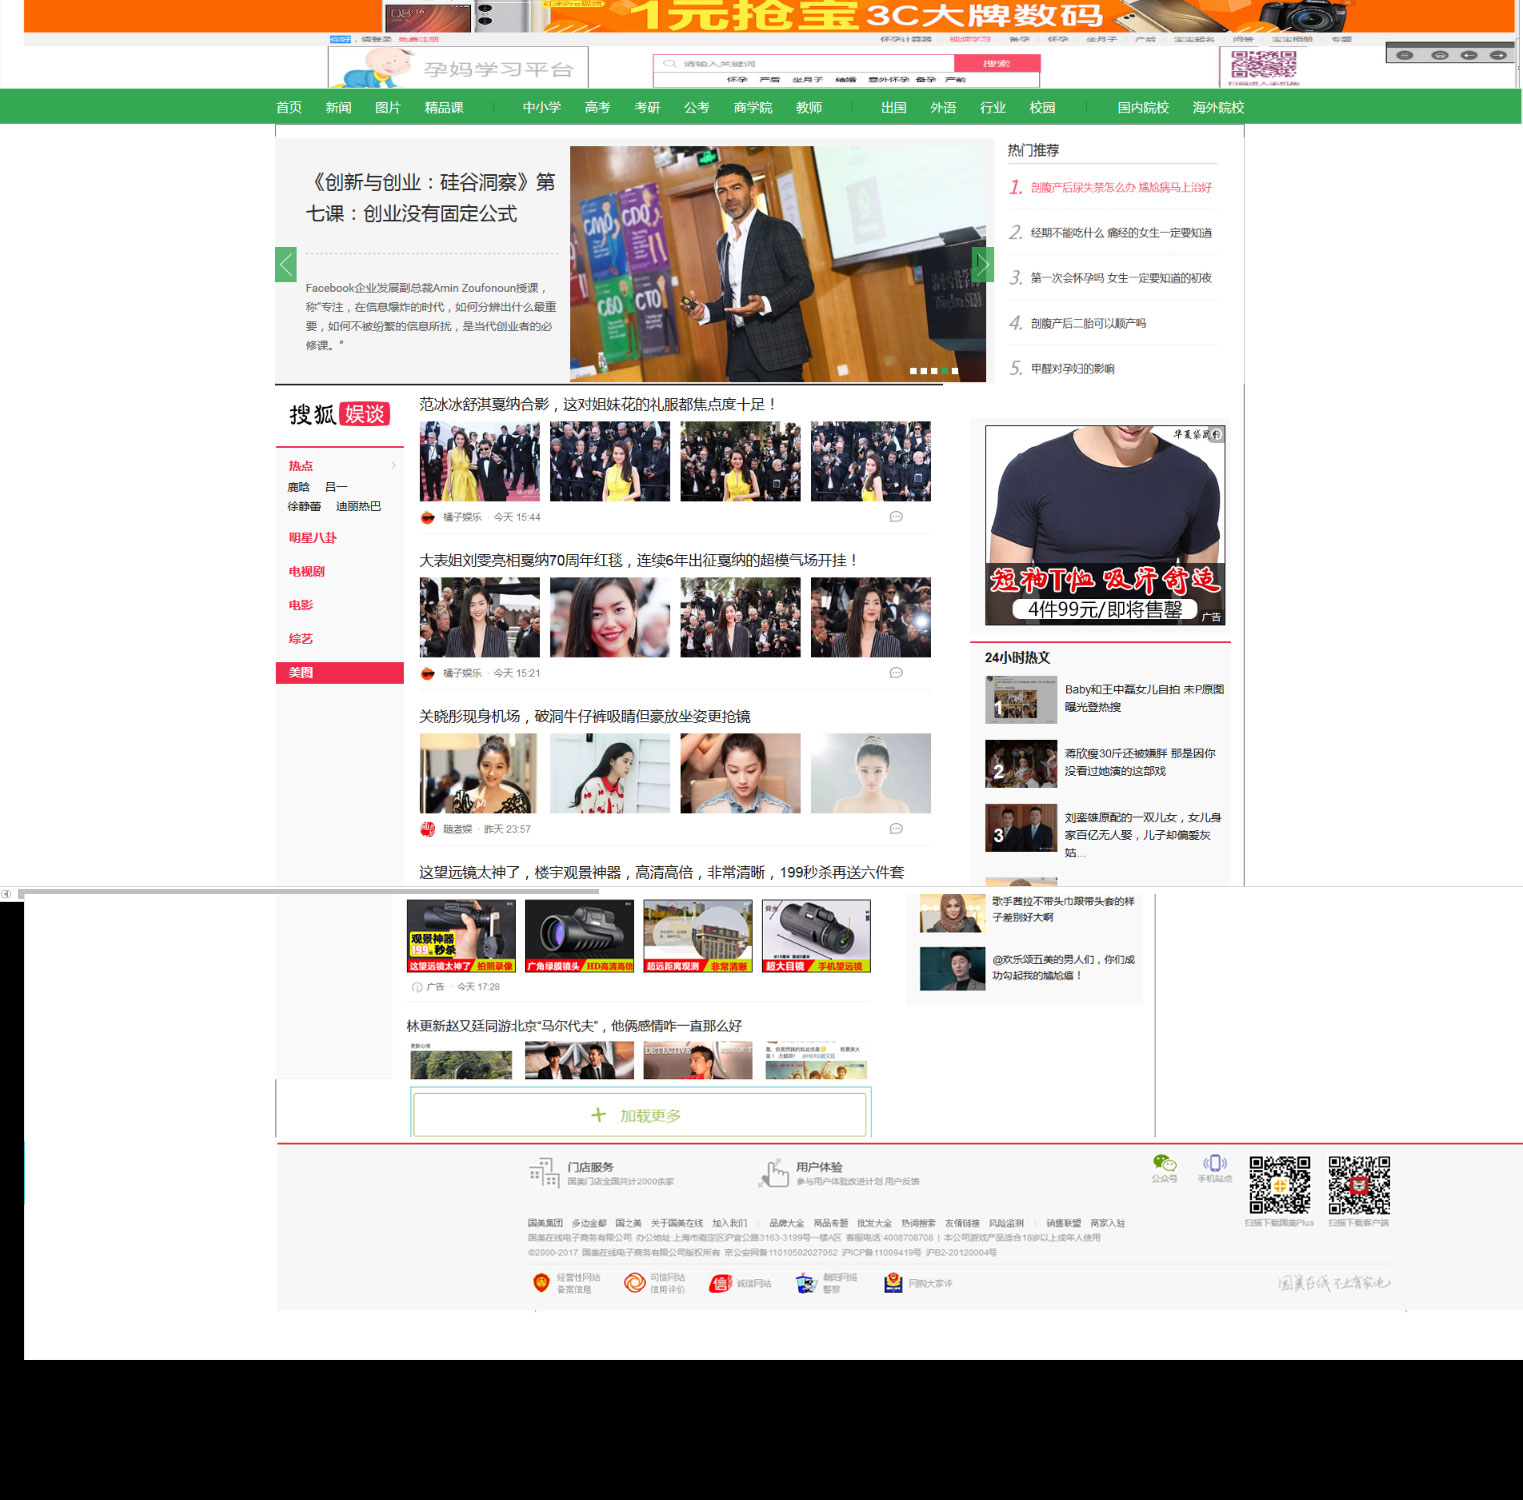 1元抢宝 3C大牌数码
孕妈学习平台
请输入关键词
搜索
怀孕 产后 坐月子 结婚 意外怀孕 备孕 产前
首页 新闻 图片 精品课 中小学 高考 考研 公考 商学院 教师 出国 外语 行业 校园 国内院校 海外院校
《创新与创业：硅谷洞察》第
七课：创业没有固定公式
Facebook企业发展副总裁Amin Zoufonoun授课，
称“专注，在信息爆炸的时代，如何分辨出什么最重
要，如何不被纷繁的信息所扰，是当代创业者的必
修课。”
CMO CDO
CTO
热门推荐
1. 剖腹产后尿失禁怎么办 尴尬病马上治好
2. 经期不能吃什么 痛经的女生一定要知道
3. 第一次会怀孕吗 女生一定要知道的初夜
4. 剖腹产后二胎可以顺产吗
5. 甲醛对孕妇的影响
搜狐 娱谈
热点
鹿晗 吕一
徐静蕾 迪丽热巴
明星八卦
电视剧
电影
综艺
美图
范冰冰舒淇戛纳合影，这对姐妹花的礼服都焦点度十足！
橘子娱乐 · 今天 15:44
大表姐刘雯亮相戛纳70周年红毯，连续6年出征戛纳的超模气场开挂！
橘子娱乐 · 今天 15:21
关晓彤现身机场，破洞牛仔裤吸睛但豪放坐姿更抢镜
昨天 23:57
这望远镜太神了，楼宇观景神器，高清高倍，非常清晰，199秒杀再送六件套
短袖T恤 吸汗舒适
4件99元/即将售罄
广告
24小时热文
1
Baby和王中磊女儿自拍 未P原图
曝光登热搜
2
蒋欣瘦30斤还被嫌胖 那是因你
没看过她演的这部戏
3
刘銮雄原配的一双儿女，女儿身
家百亿无人娶，儿子却偏爱灰
姑...
歌手茜拉不带头巾跟带头套的样
子差别好大啊
@欢乐颂五美的男人们，你们成
功勾起我的尴尬癌！
观景神器
199元 秒杀
这望远镜太神了 拍照录像
广角绿膜镜头 HD高清高倍
超远距离观测 非常清晰
超大目镜 手机望远镜
广告 · 今天 17:28
林更新赵又廷同游北京“马尔代夫”，他俩感情咋一直那么好
更新心情
DETECTIVE
+ 加载更多
门店服务
国美门店全国共计2000余家
用户体验
参与用户体验改进计划 用户反馈
公众号
手机站点
扫描下载国美Plus
扫描下载客户端
国美集团 多边金都 国之美 关于国美在线 加入我们 | 品牌大全 商品专题 批发大全 热词搜索 友情链接 风险监测 | 销售联盟 商家入驻
国美在线电子商务有限公司 办公地址:上海市嘉定区沪宜公路3163-3199号一楼A区 客服电话:4008708708 | 本公司游戏产品适合18岁以上成年人使用
©2000-2017 国美在线电子商务有限公司版权所有 京公安网备11010502027062 沪ICP备11009419号 沪B2-20120004号
经营性网站
备案信息
可信网站
信用评价
诚信网站
朝阳网络
警察
网购大家评
国美在线 不止有家电